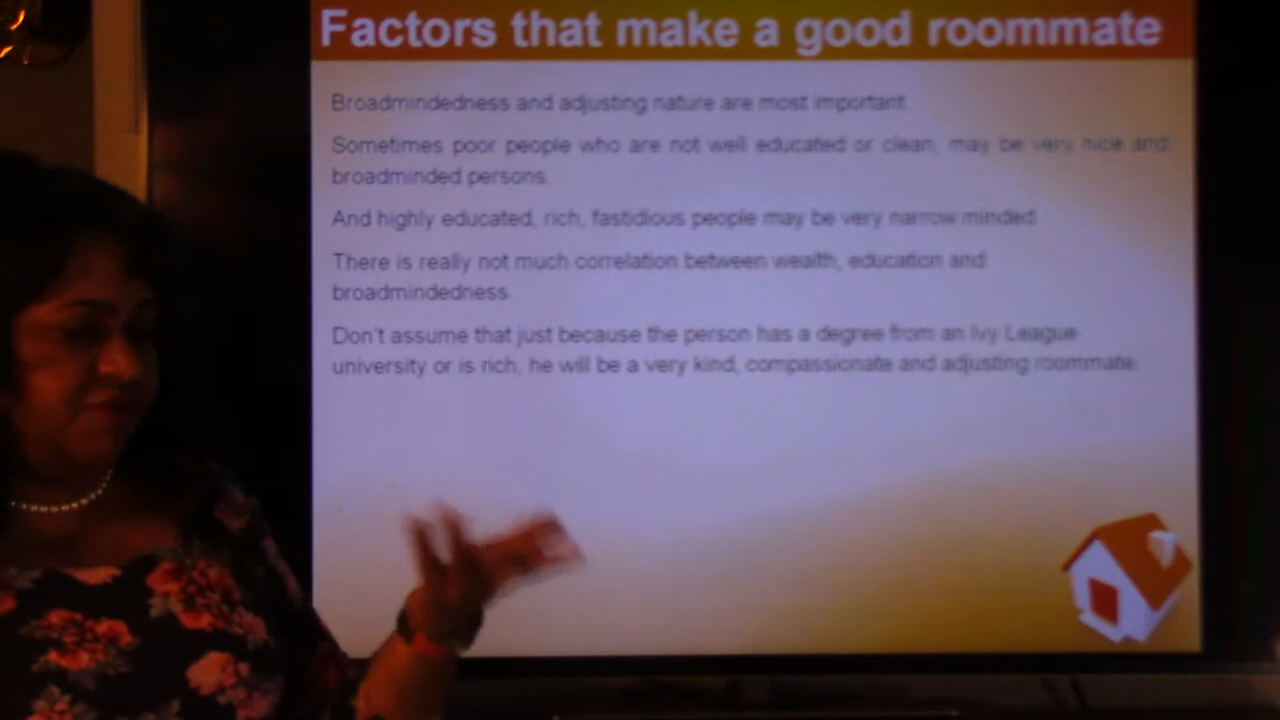 Factors that make a good roommate
Broadmindedness and adjusting nature are most important.
Sometimes poor people who are not well educated or clean, may be very nice and
broadminded persons.
And highly educated, rich, fastidious people may be very narrow minded.
There is really not much correlation between wealth, education and
broadmindedness.
Don't assume that just because the person has a degree from an Ivy League
university or is rich, he will be a very kind, compassionate and adjusting roommate.